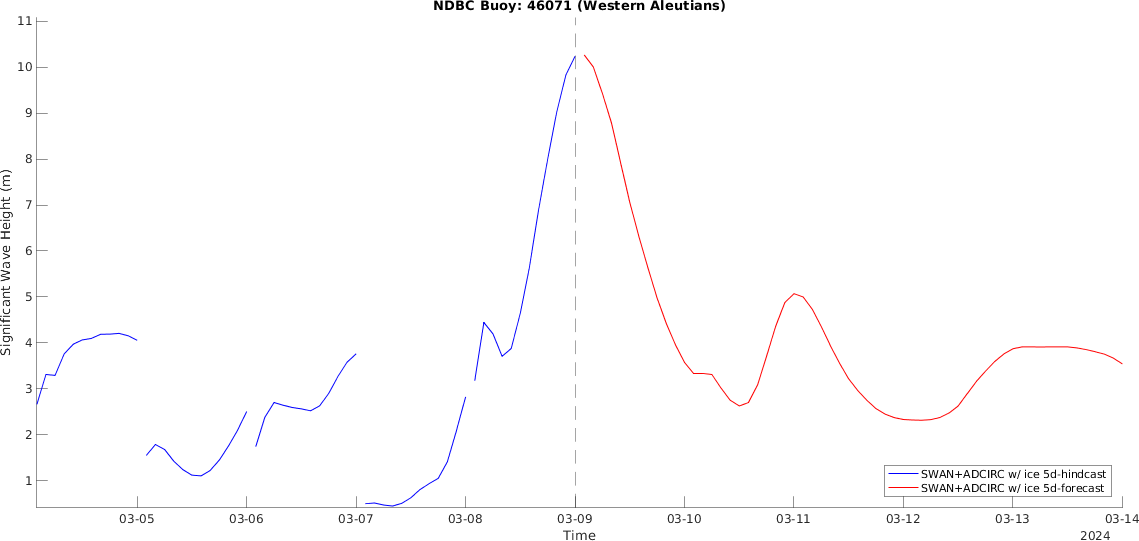 NDBC Buoy: 46071 (Western Aleutians)
11
10
9
8
7
6
5
4
3
2
1
Significant Wave Height (m)
SWAN+ADCIRC w/ ice 5d-hindcast
SWAN+ADCIRC w/ ice 5d-forecast
03-05 03-06 03-07 03-08 03-09 03-10 03-11 03-12 03-13 03-14
Time
2024